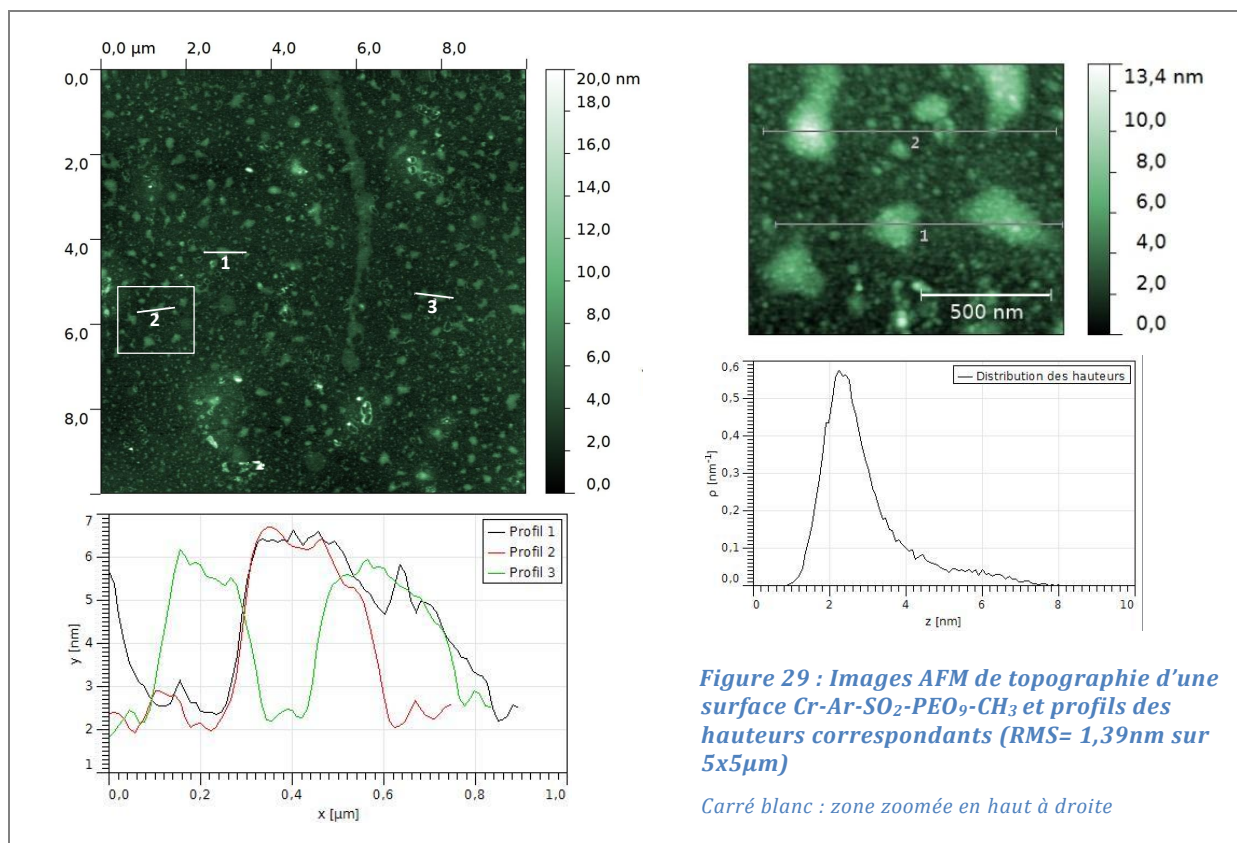 0,0 µm 2,0 4,0 6,0 8,0
0,0
2,0
4,0
6,0
8,0
1
2
3
20,0 nm
18,0
16,0
14,0
12,0
10,0
8,0
6,0
4,0
2,0
0,0
2
1
500 nm
13,4 nm
10,0
8,0
6,0
4,0
2,0
0,0
7
6
5
4
3
2
1
y [nm]
Profil 1
Profil 2
Profil 3
0,0 0,2 0,4 0,6 0,8 1,0
x [µm]
0,6
0,5
0,4
0,3
0,2
0,1
0,0
ρ [nm⁻¹]
Distribution des hauteurs
0 2 4 6 8 10
z [nm]
Figure 29 : Images AFM de topographie d’une
surface Cr-Ar-SO₂-PEO₉-CH₃ et profils des
hauteurs correspondants (RMS= 1,39nm sur
5x5µm)
Carré blanc : zone zoomée en haut à droite